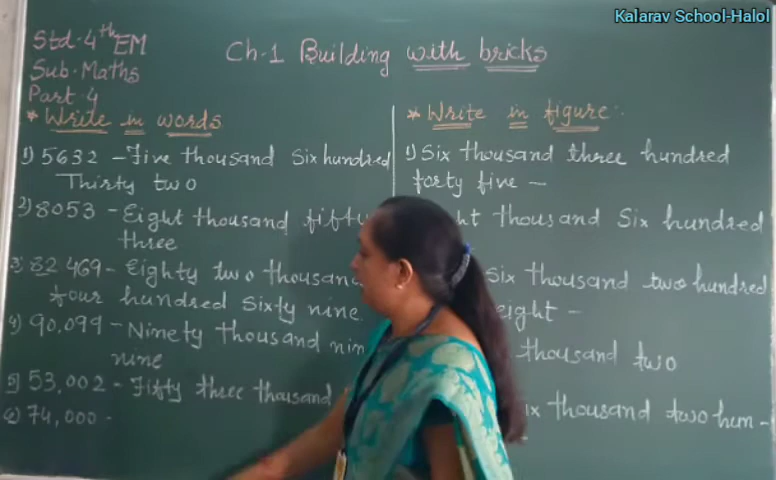 Kalarav School-Halol
Std.4th EM
Sub.Maths
Part.4
Ch.1 Building with bricks
* Write in words
1) 5632 - Five thousand Six hundred
Thirty two
2) 8053 - Eight thousand fifty
three
3) 82 469 - Eighty two thousand
four hundred Sixty nine
4) 90,099 - Ninety thousand
nine
5) 53,002 - Fifty three thousand
6) 74,000 -
* Write in figure:-
1) Six thousand three hundred
forty five -
thousand Six hundred
Six thousand two hundred
eight -
thousand two
thousand two hun-